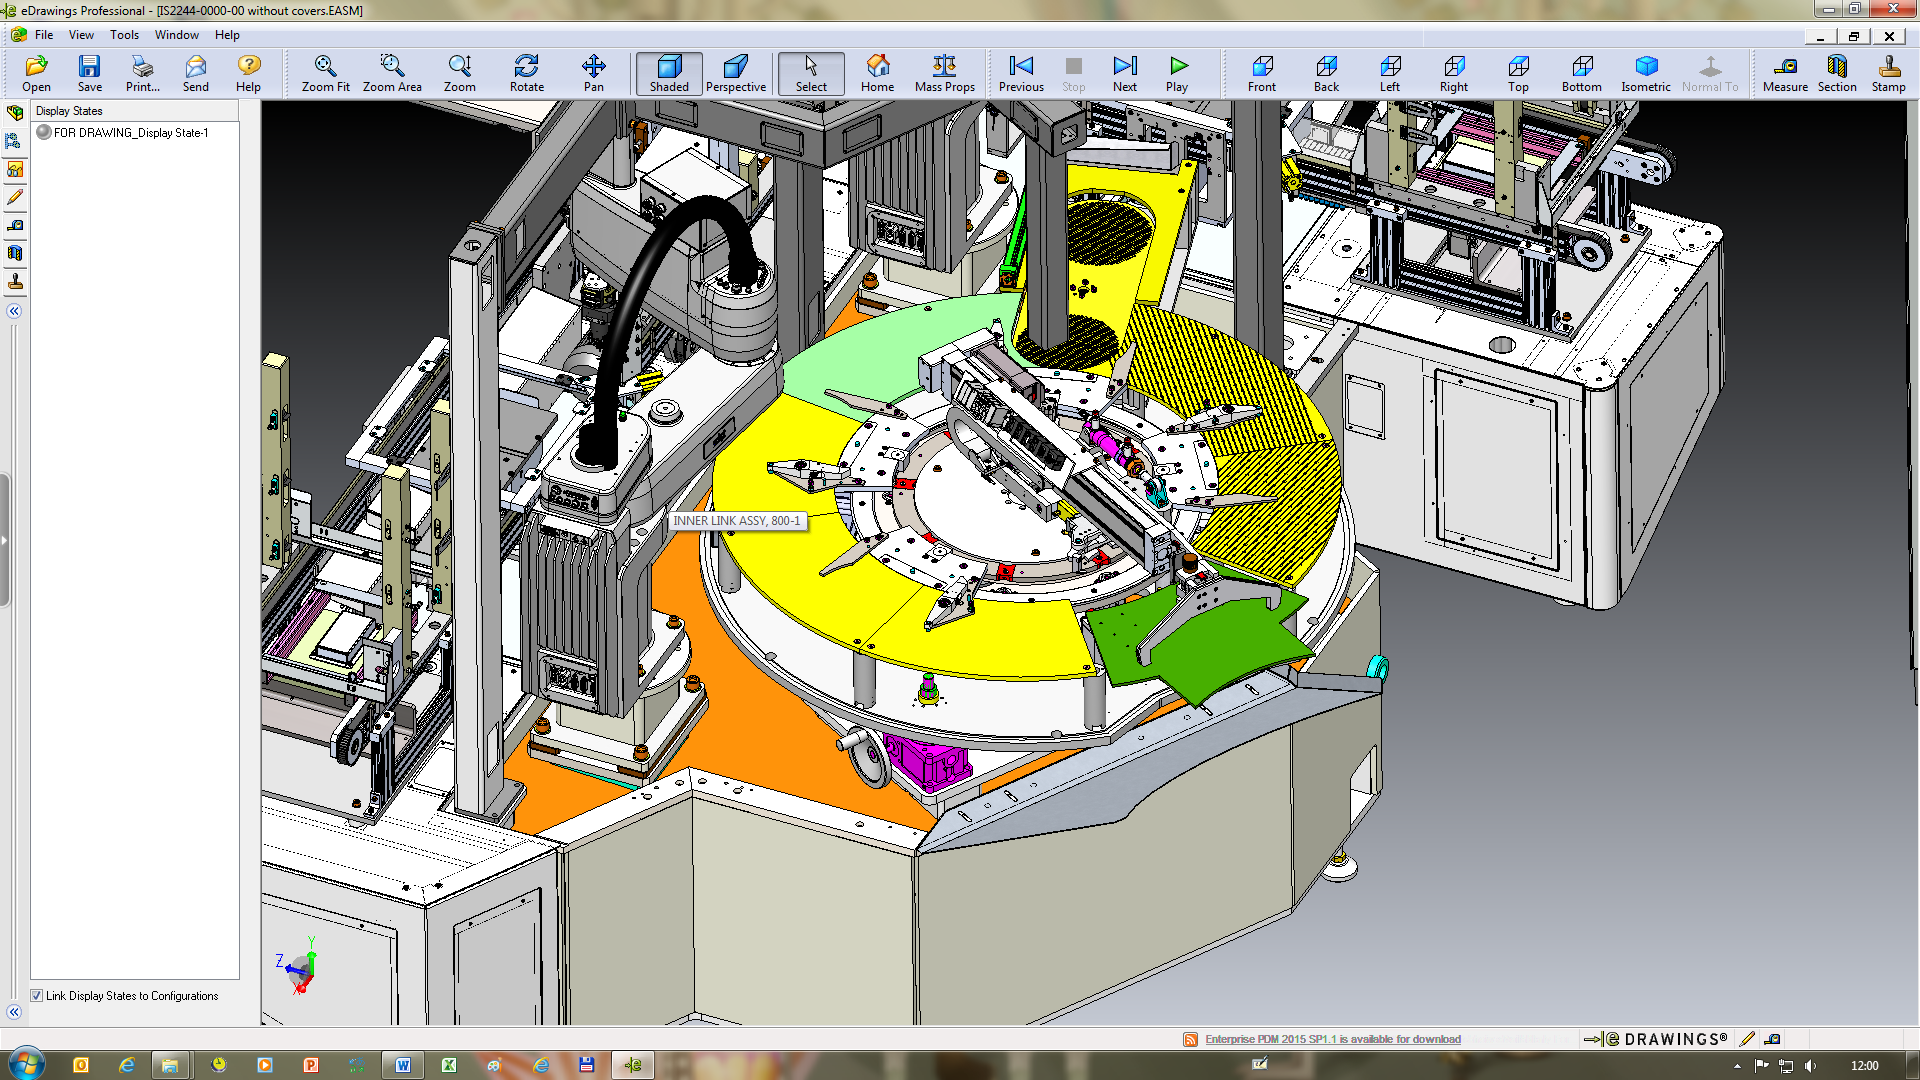 eDrawings Professional - [IS2244-0000-00 without covers.EASM]
File View Tools Window Help
Open Save Print... Send Help Zoom Fit Zoom Area Zoom Rotate Pan Shaded Perspective Select Home Mass Props Previous Stop Next Play Front Back Left Right Top Bottom Isometric Normal To Measure Section Stamp
Display States
FOR DRAWING_Display State-1
INNER LINK ASSY, 800-1
Y
Z
X
Link Display States to Configurations
Enterprise PDM 2015 SP1.1 is available for download
eDRAWINGS®
12:00